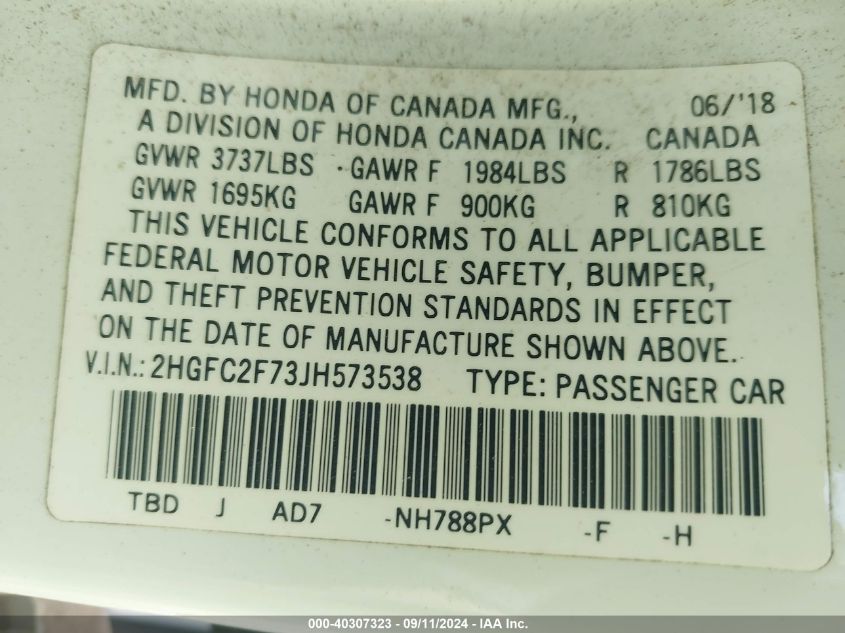 MFD. BY HONDA OF CANADA MFG., 06/'18
A DIVISION OF HONDA CANADA INC. CANADA
GVWR 3737LBS · GAWR F 1984LBS R 1786LBS
GVWR 1695KG GAWR F 900KG R 810KG
THIS VEHICLE CONFORMS TO ALL APPLICABLE
FEDERAL MOTOR VEHICLE SAFETY, BUMPER,
AND THEFT PREVENTION STANDARDS IN EFFECT
ON THE DATE OF MANUFACTURE SHOWN ABOVE.
V.I.N.: 2HGFC2F73JH573538 TYPE: PASSENGER CAR
TBD J AD7 -NH788PX -F -H
000-40307323 - 09/11/2024 - IAA Inc.